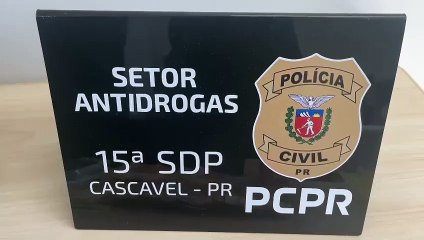 SETOR
ANTIDROGAS
15ª SDP
CASCAVEL - PR
POLÍCIA
CIVIL
PR
PCPR